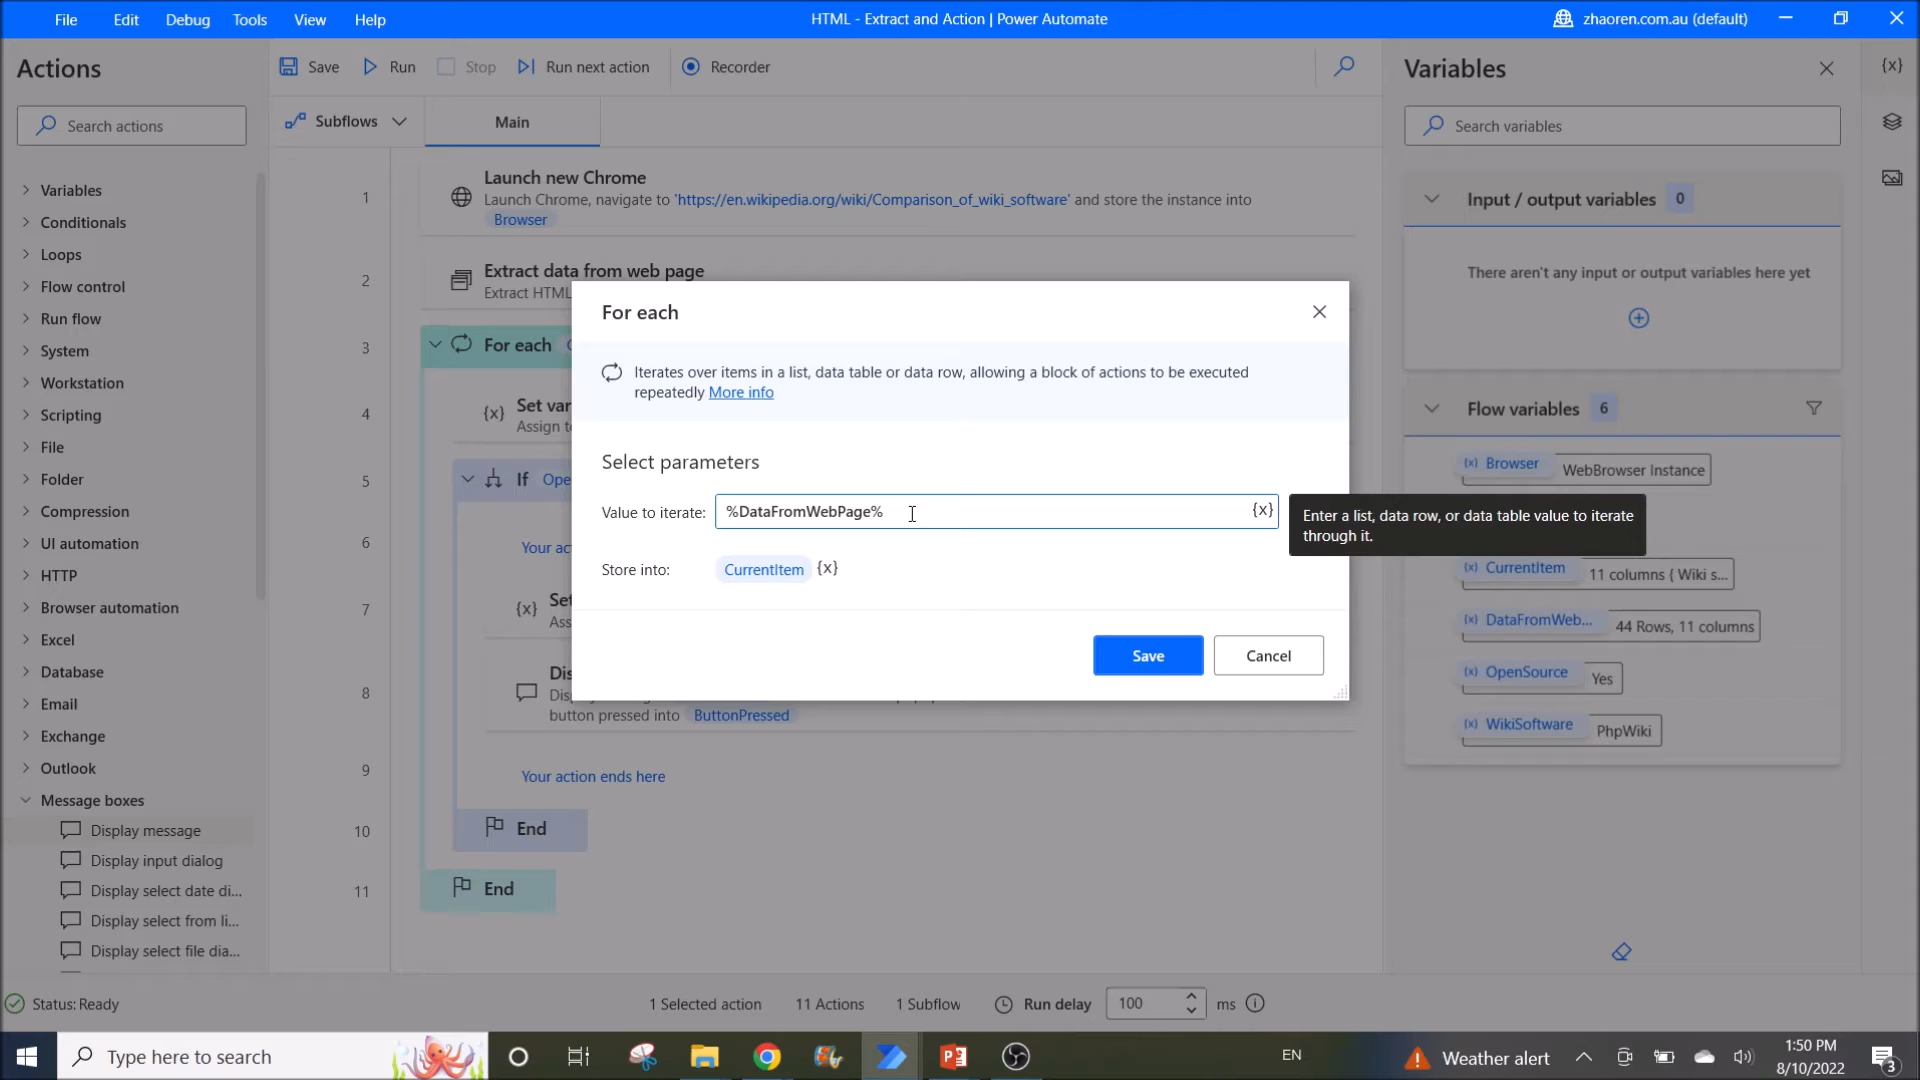 File Edit Debug Tools View Help
HTML - Extract and Action | Power Automate
zhaoren.com.au (default)
Actions
Search actions
Variables
Conditionals
Loops
Flow control
Run flow
System
Workstation
Scripting
File
Folder
Compression
UI automation
HTTP
Browser automation
Excel
Database
Email
Exchange
Outlook
Message boxes
Display message
Display input dialog
Display select date di...
Display select from li...
Display select file dia...
Save Run Stop Run next action Recorder
Subflows Main
1
Launch new Chrome
Launch Chrome, navigate to 'https://en.wikipedia.org/wiki/Comparison_of_wiki_software' and store the instance into
Browser
2
Extract data from web page
Extract HTML
3
For each
4
{x} Set var
Assign to
5
If Ope
6
Your ac
7
{x} Set
Ass
8
Dis
Dis
button pressed into ButtonPressed
9
Your action ends here
10
End
11
End
For each
Iterates over items in a list, data table or data row, allowing a block of actions to be executed
repeatedly More info
Select parameters
Value to iterate: %DataFromWebPage% {x}
Store into: CurrentItem {x}
Save Cancel
Enter a list, data row, or data table value to iterate
through it.
Variables
{x}
Search variables
Input / output variables 0
There aren't any input or output variables here yet
Flow variables 6
{x} Browser WebBrowser Instance
{x} CurrentItem 11 columns ( Wiki s...
{x} DataFromWeb... 44 Rows, 11 columns
{x} OpenSource Yes
{x} WikiSoftware PhpWiki
Status: Ready
1 Selected action 11 Actions 1 Subflow Run delay 100 ms
Type here to search
EN
Weather alert
1:50 PM
8/10/2022
3